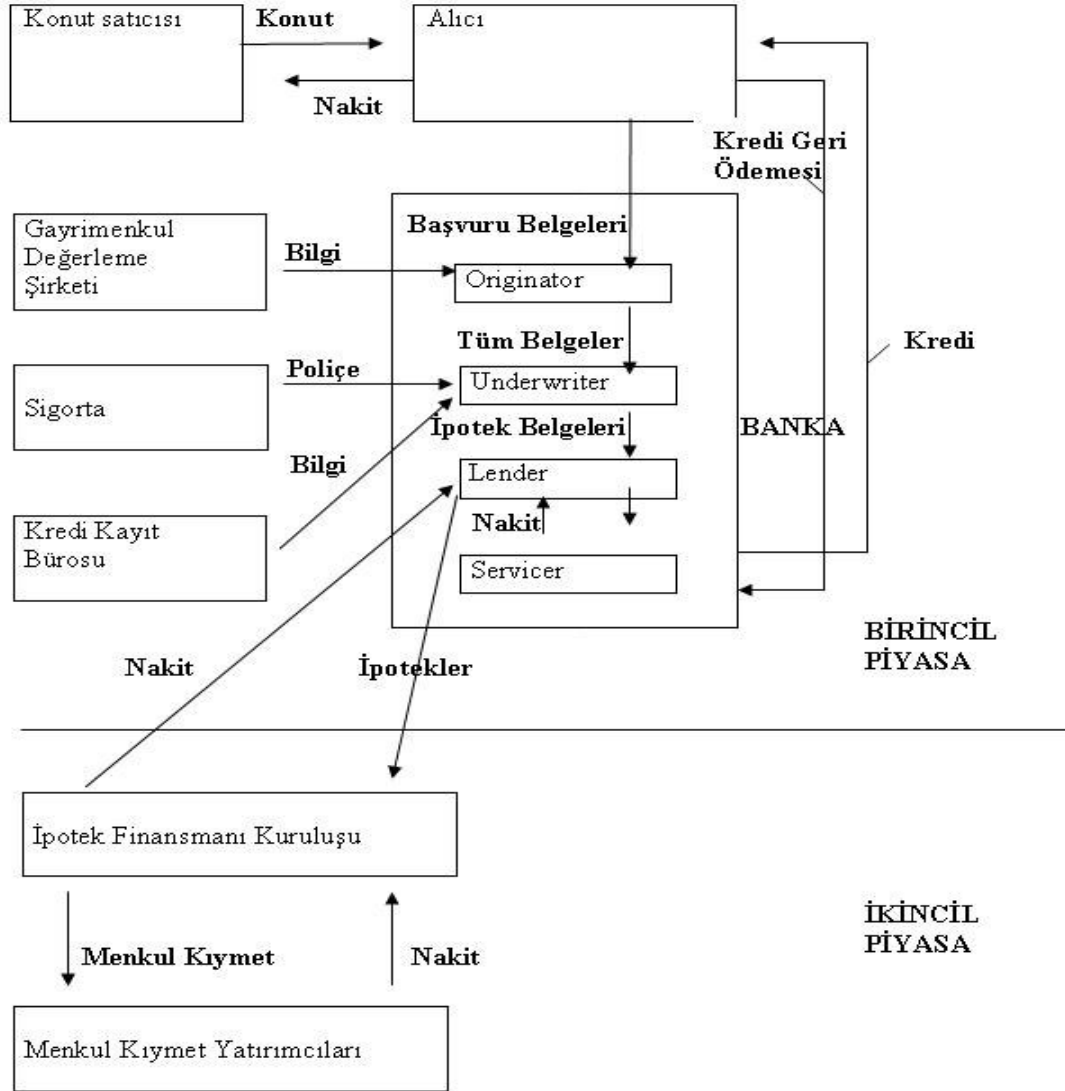 Konut satıcısı
Konut
Alıcı
Nakit
Kredi Geri
Ödemesi
Gayrimenkul
Değerleme
Şirketi
Bilgi
Başvuru Belgeleri
Originator
Tüm Belgeler
Kredi
Sigorta
Poliçe
Underwriter
İpotek Belgeleri
BANKA
Bilgi
Lender
Kredi Kayıt
Bürosu
Nakit
Servicer
BİRİNCİL
PİYASA
Nakit
İpotekler
İpotek Finansmanı Kuruluşu
İKİNCİL
PİYASA
Menkul Kıymet
Nakit
Menkul Kıymet Yatırımcıları